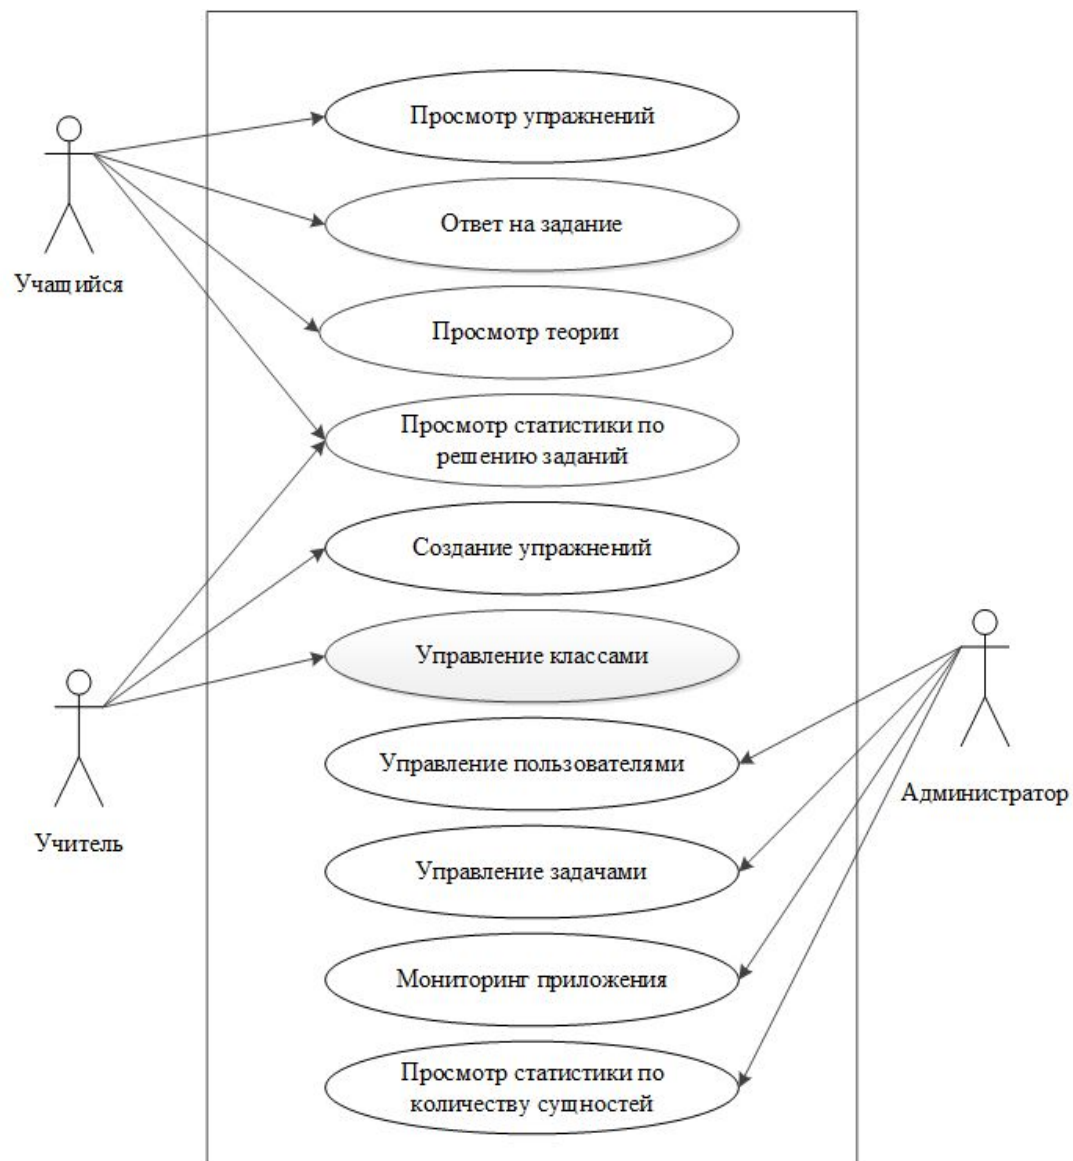 Просмотр упражнений
Ответ на задание
Учащийся
Просмотр теории
Просмотр статистики по
решению заданий
Создание упражнений
Управление классами
Управление пользователями
Администратор
Учитель
Управление задачами
Мониторинг приложения
Просмотр статистики по
количеству сущностей